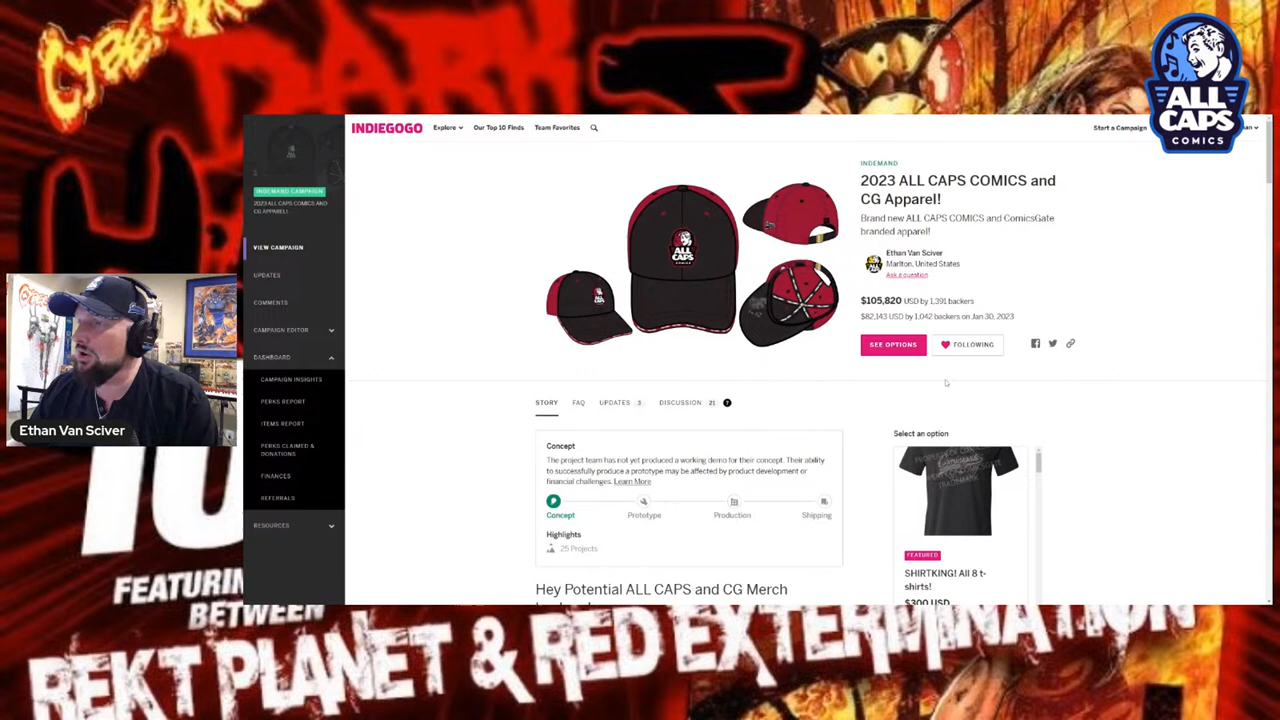 CYBER
DARK
ALL
CAPS
COMICS
INDIEGOGO
Explore
Our Top 10 Finds
Team Favorites
Start a Campaign
INDEMAND CAMPAIGN
2023 ALL CAPS COMICS AND
CG APPAREL!
VIEW CAMPAIGN
UPDATES
COMMENTS
CAMPAIGN EDITOR
DASHBOARD
CAMPAIGN INSIGHTS
PERKS REPORT
ITEMS REPORT
PERKS CLAIMED &
DONATIONS
FINANCES
REFERRALS
RESOURCES
ALL
CAPS
COMICS
INDEMAND
2023 ALL CAPS COMICS and
CG Apparel!
Brand new ALL CAPS COMICS and ComicsGate
branded apparel!
Ethan Van Sciver
Marlton, United States
Ask a question
$105,820 USD by 1,391 backers
$82,143 USD by 1,042 backers on Jan 30, 2023
SEE OPTIONS
FOLLOWING
STORY
FAQ
UPDATES 3
DISCUSSION 21 ?
Concept
The project team has not yet produced a working demo for their concept. Their ability
to successfully produce a prototype may be affected by product development or
financial challenges. Learn More
Concept
Prototype
Production
Shipping
Highlights
25 Projects
Hey Potential ALL CAPS and CG Merch
Select an option
FEATURED
SHIRTKING! All 8 t-
shirts!
$300 USD
Ethan Van Sciver
10
BETWEEN
REKT PLANET & RED EXTERMINATION